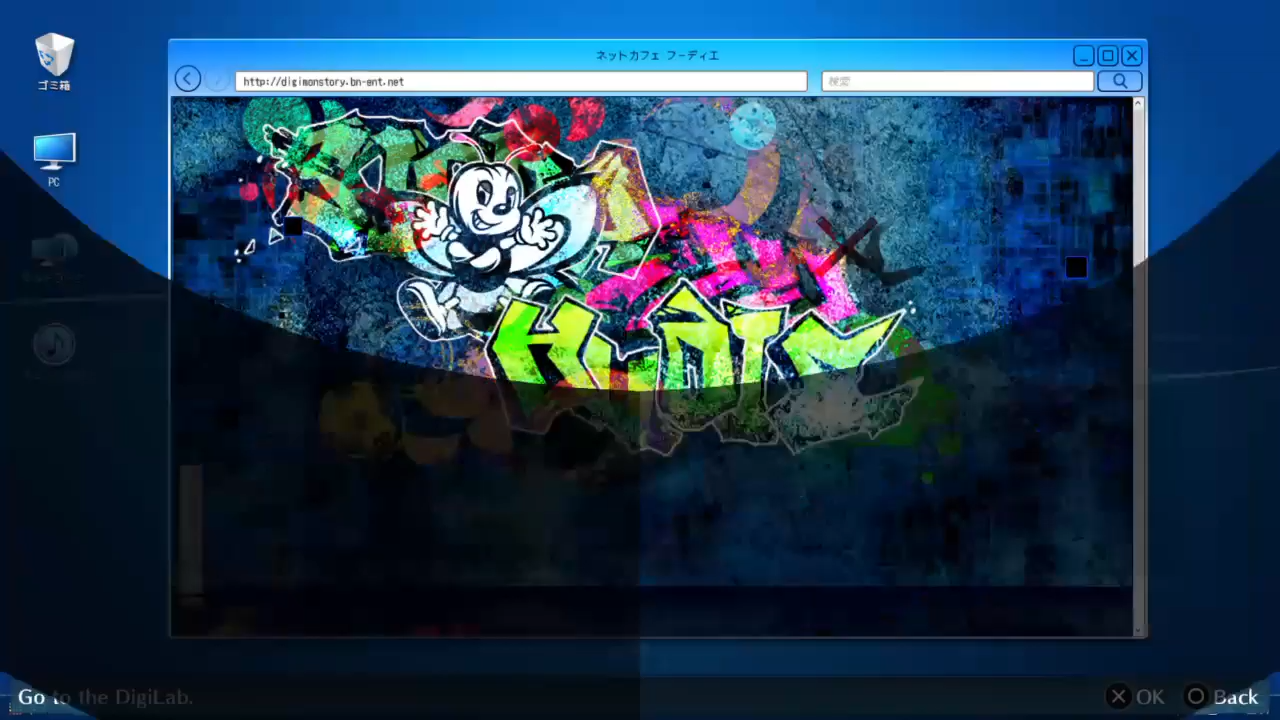 ネットカフェ フーディエ
http://digimonstory.bn-ent.net
検索
ゴミ箱
PC
Go to the DigiLab.
OK
Back